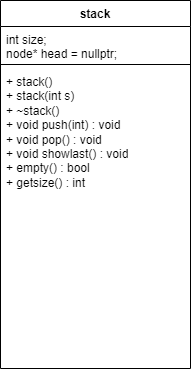 stack
int size;
node* head = nullptr;
+ stack()
+ stack(int s)
+ ~stack()
+ void push(int) : void
+ void pop() : void
+ void showlast() : void
+ empty() : bool
+ getsize() : int